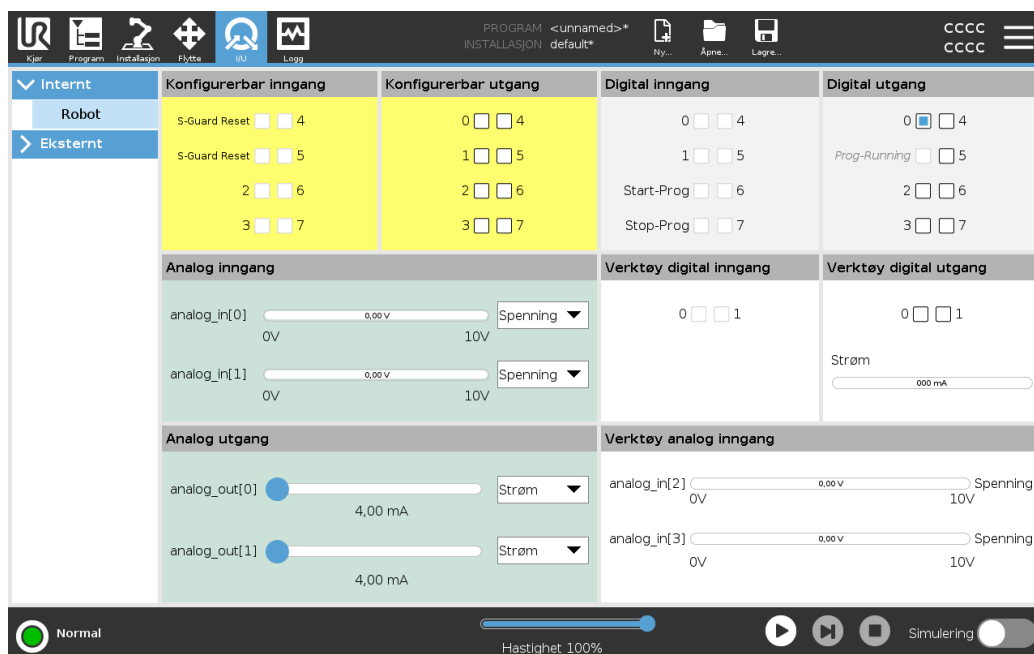 PROGRAM <unnamed>*
INSTALLASJON default*
UR
Kjør Program Installasjon Flytte I/U Logg
Ny... Åpne... Lagre...
CCCC
CCCC
Internt
Robot
Eksternt
Konfigurerbar inngang
S-Guard Reset 4
S-Guard Reset 5
2 6
3 7
Konfigurerbar utgang
0 4
1 5
2 6
3 7
Digital inngang
0 4
1 5
Start-Prog 6
Stop-Prog 7
Digital utgang
0 4
Prog-Running 5
2 6
3 7
Analog inngang
analog_in[0] 0,00 V Spenning
0V 10V
analog_in[1] 0,00 V Spenning
0V 10V
Verktøy digital inngang
0 1
Verktøy digital utgang
0 1
Strøm
000 mA
Analog utgang
analog_out[0] Strøm
4,00 mA
analog_out[1] Strøm
4,00 mA
Verktøy analog inngang
analog_in[2] 0,00 V Spenning
0V 10V
analog_in[3] 0,00 V Spenning
0V 10V
Normal
Hastighet 100%
Simulering